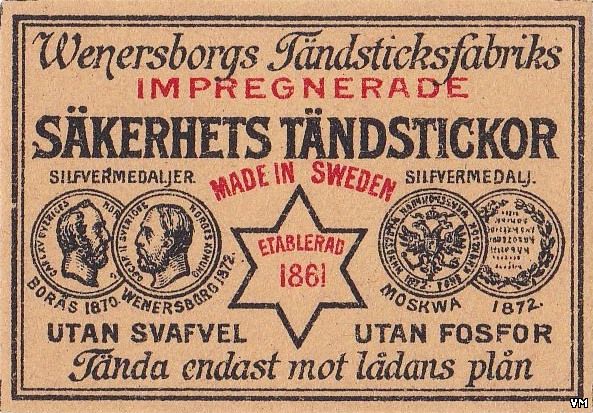 Wenersborgs Tändsticksfabriks
IMPREGNERADE
SÄKERHETS TÄNDSTICKOR
MADE IN SWEDEN
SILFVERMEDALJER
SILFVERMEDALJ.
ETABLERAD
1861
BORÅS 1870.
WENERSBORG 1872.
MOSKWA 1872.
UTAN SVAFVEL
UTAN FOSFOR
Tända endast mot lådans plån
VM